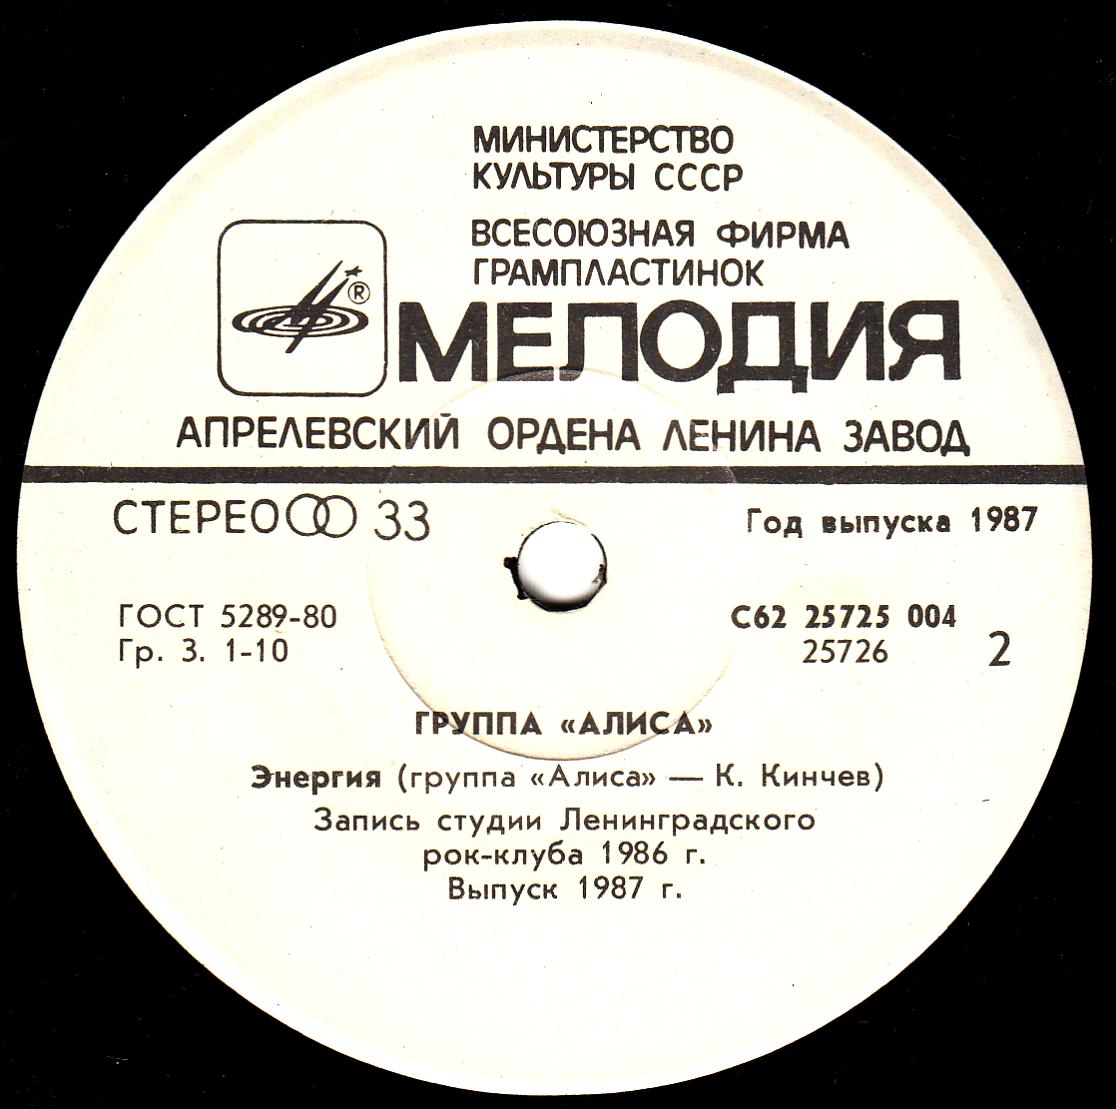 МИНИСТЕРСТВО
КУЛЬТУРЫ СССР
ВСЕСОЮЗНАЯ ФИРМА
ГРАМПЛАСТИНОК
®
МЕЛОДИЯ
АПРЕЛЕВСКИЙ ОРДЕНА ЛЕНИНА ЗАВОД
СТЕРЕО 33
Год выпуска 1987
ГОСТ 5289-80
Гр. 3. 1-10
С62 25725 004
25726
2
ГРУППА «АЛИСА»
Энергия (группа «Алиса» — К. Кинчев)
Запись студии Ленинградского
рок-клуба 1986 г.
Выпуск 1987 г.